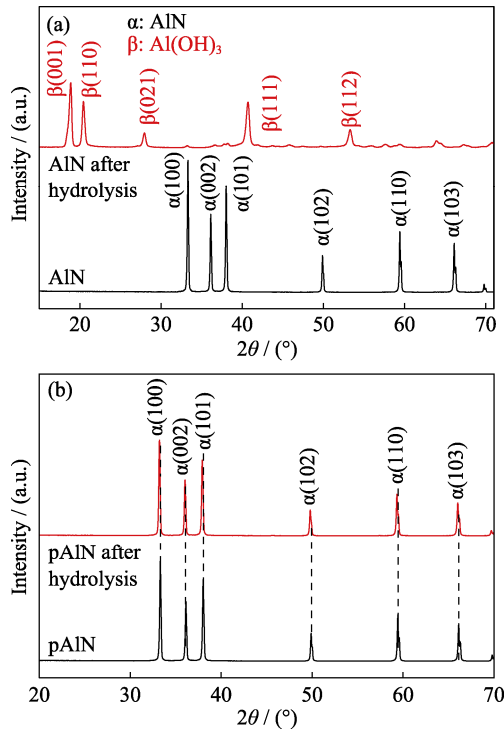 (a)
α: AlN
β: Al(OH)₃
β(001)
β(110)
β(021)
β(111)
β(112)
AlN after
hydrolysis
α(100)
α(002)
α(101)
α(102)
α(110)
α(103)
AlN
Intensity / (a.u.)
20 30 40 50 60 70
2θ / (°)
(b)
α(100)
α(002)
α(101)
α(102)
α(110)
α(103)
pAlN after
hydrolysis
pAlN
Intensity / (a.u.)
20 30 40 50 60 70
2θ / (°)